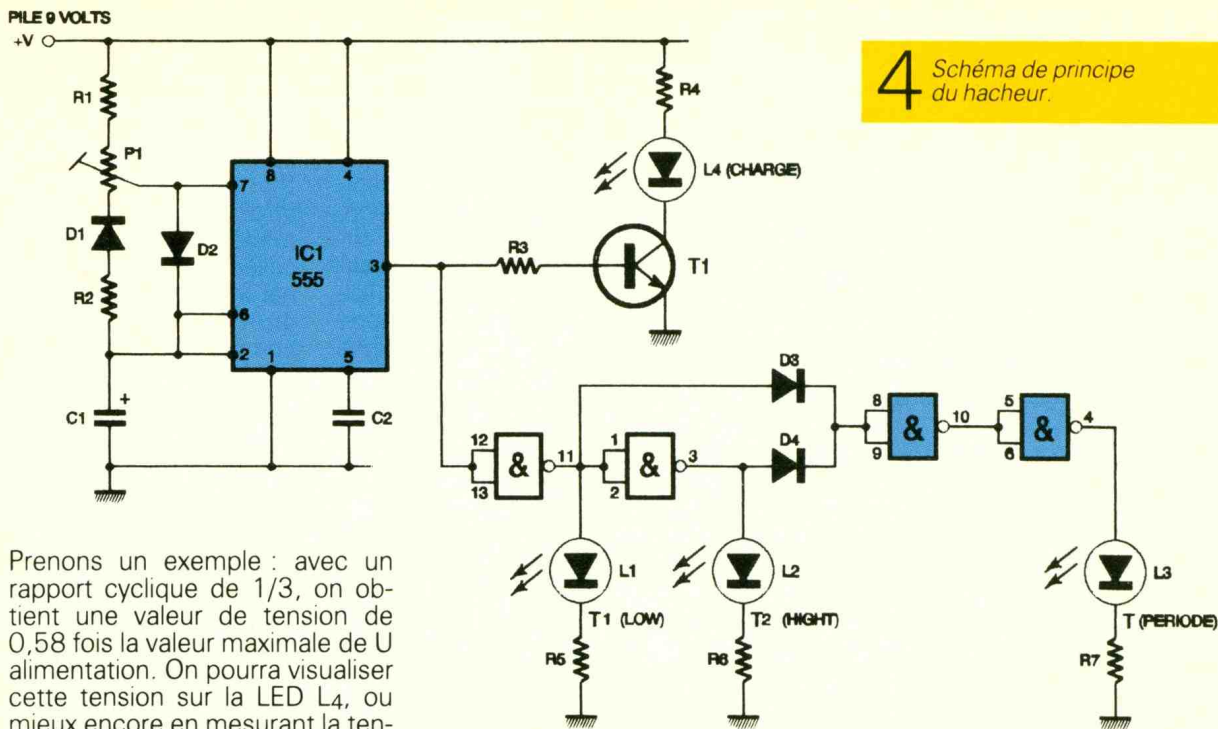 PILE 9 VOLTS
+V
R1
P1
D1
R2
C1
+
D2
7
8
4
IC1
555
3
6
2
1
5
C2
R3
T1
R4
L4 (CHARGE)
4 Schéma de principe
du hacheur.
12
13
&
11
1
2
&
3
D3
D4
8
9
&
10
5
6
&
4
L1
T1 (LOW)
R5
L2
T2 (HIGHT)
R6
L3
T (PERIODE)
R7
Prenons un exemple : avec un
rapport cyclique de 1/3, on ob-
tient une valeur de tension de
0,58 fois la valeur maximale de U
alimentation. On pourra visualiser
cette tension sur la LED L4, ou
mieux encore en mesurant la ten-